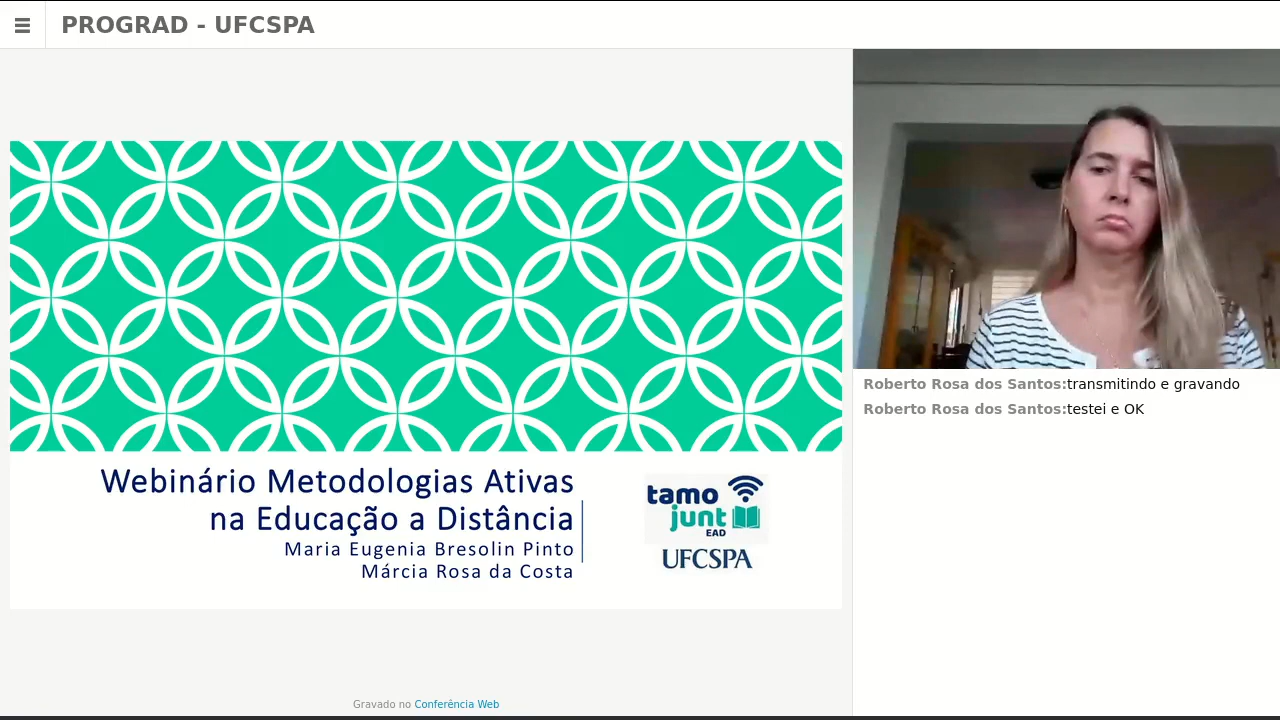 PROGRAD - UFCSPA
Webinário Metodologias Ativas
na Educação a Distância
Maria Eugenia Bresolin Pinto
Márcia Rosa da Costa
tamo
junto
EAD
UFCSPA
Roberto Rosa dos Santos:transmitindo e gravando
Roberto Rosa dos Santos:testei e OK
Gravado no Conferência Web